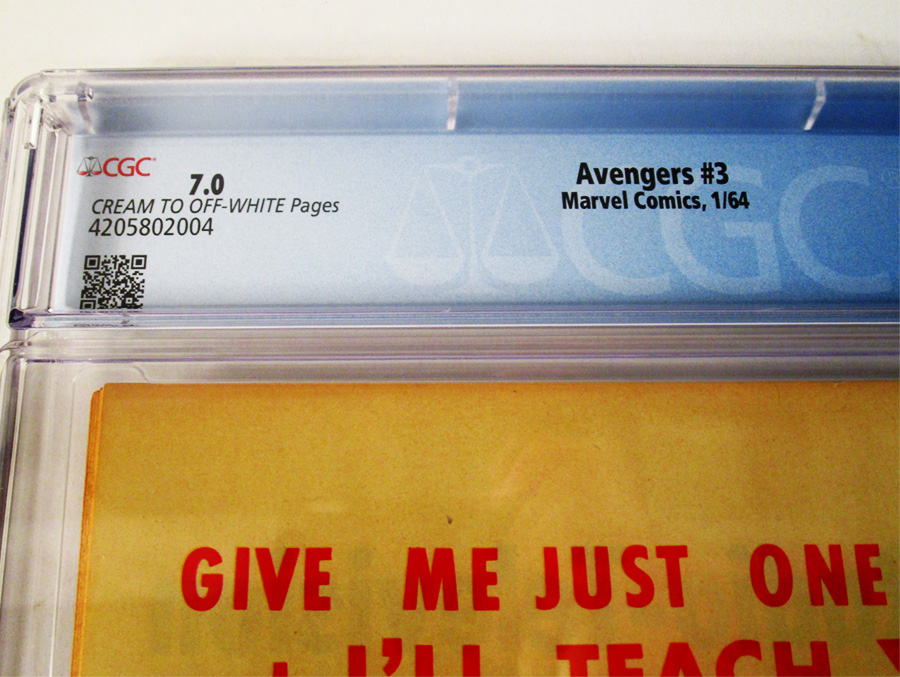 CGC
7.0
CREAM TO OFF-WHITE Pages
4205802004
Avengers #3
Marvel Comics, 1/64
CGC
GIVE ME JUST ONE
I'LL TEACH